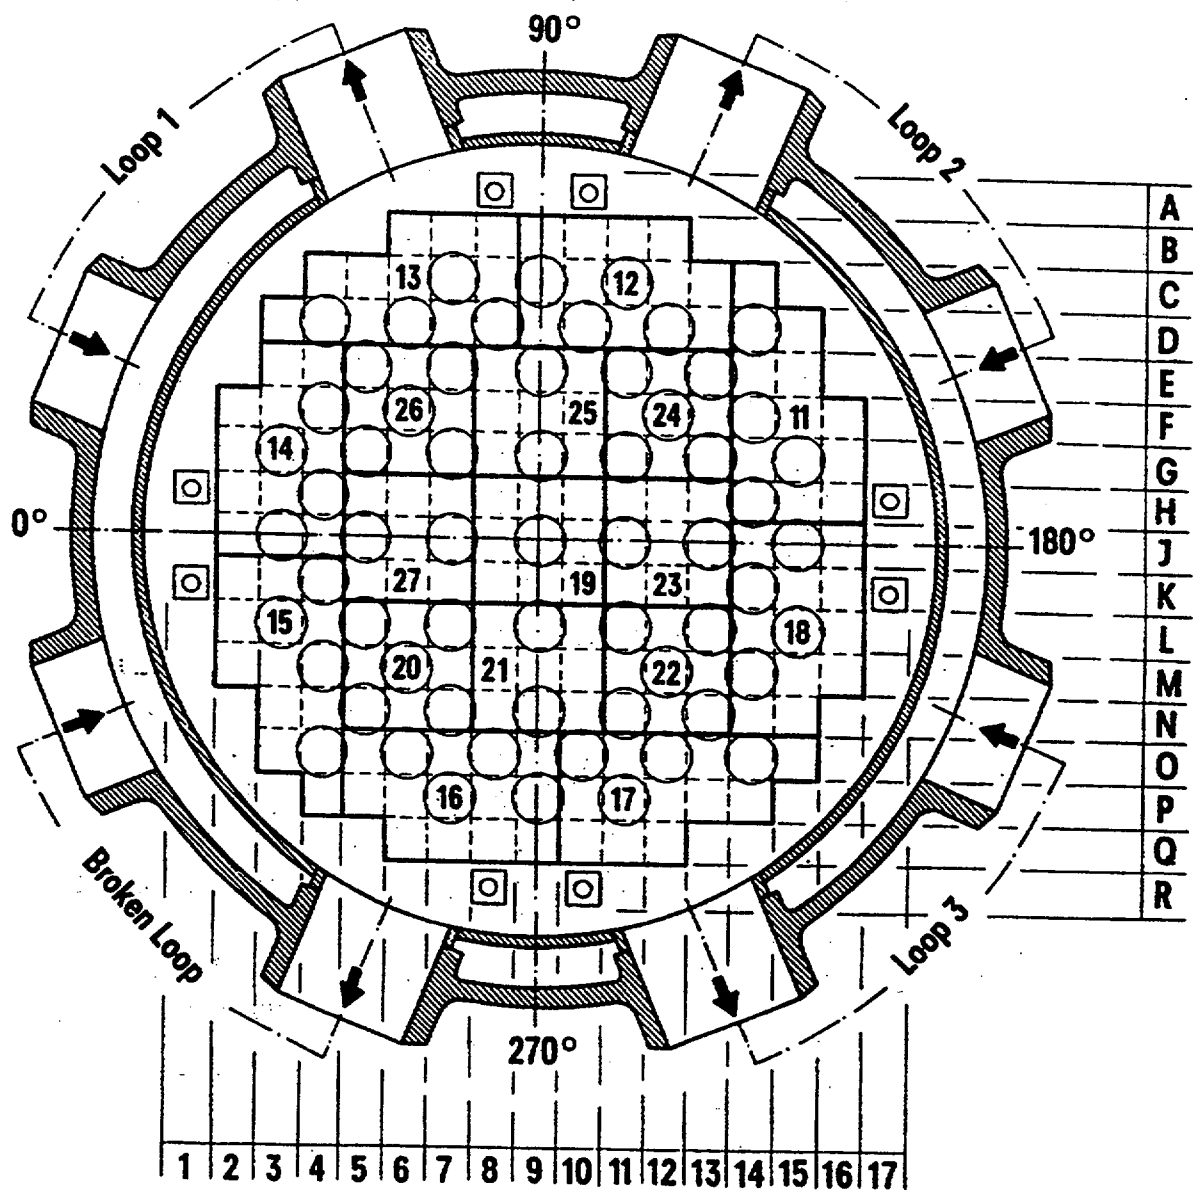 90°
Loop 1
Loop 2
A
B
13
12
C
D
E
26
25
24
11
F
14
G
H
0°
180°
J
27
19
23
K
15
18
L
20
21
22
M
N
O
16
17
P
Q
R
Broken Loop
Loop 3
270°
1 2 3 4 5 6 7 8 9 10 11 12 13 14 15 16 17